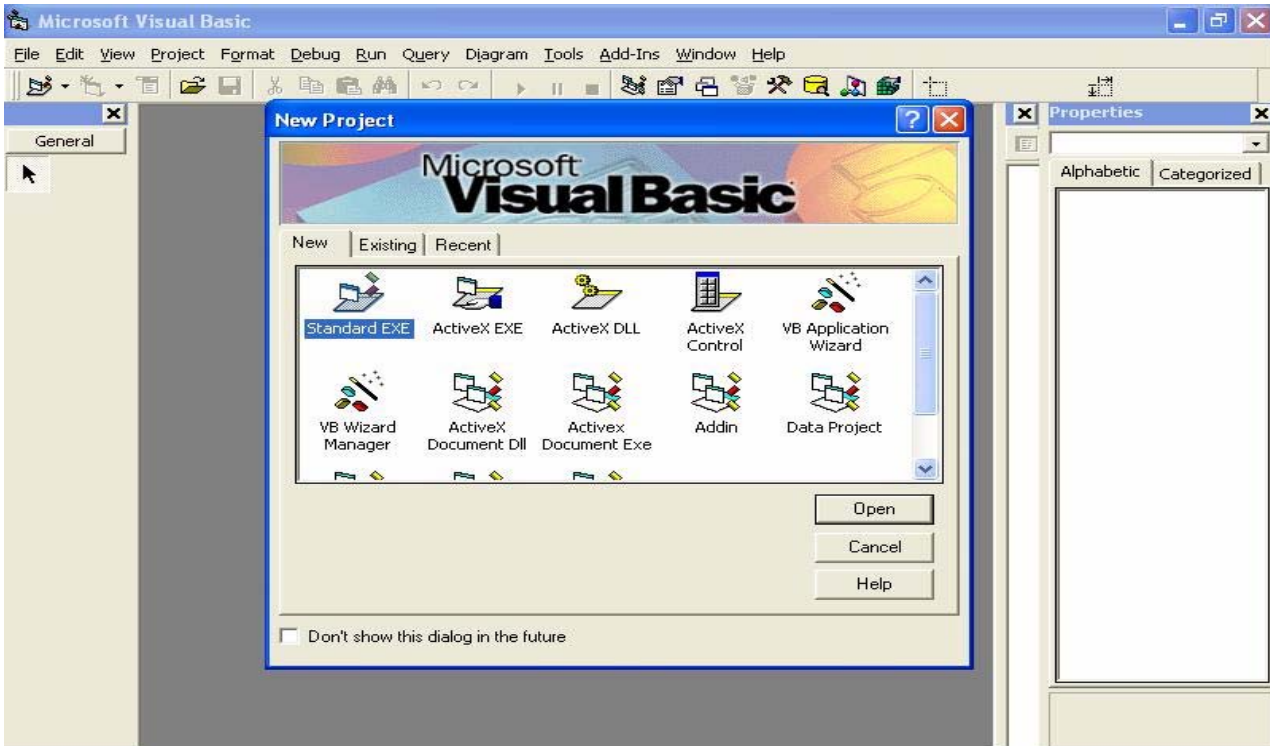 Microsoft Visual Basic
File Edit View Project Format Debug Run Query Diagram Tools Add-Ins Window Help
General
New Project
Properties
Microsoft
Visual Basic
Alphabetic Categorized
New Existing Recent
Standard EXE ActiveX EXE ActiveX DLL ActiveX Control VB Application Wizard
VB Wizard Manager ActiveX Document Dll Activex Document Exe Addin Data Project
Open
Cancel
Help
Don't show this dialog in the future